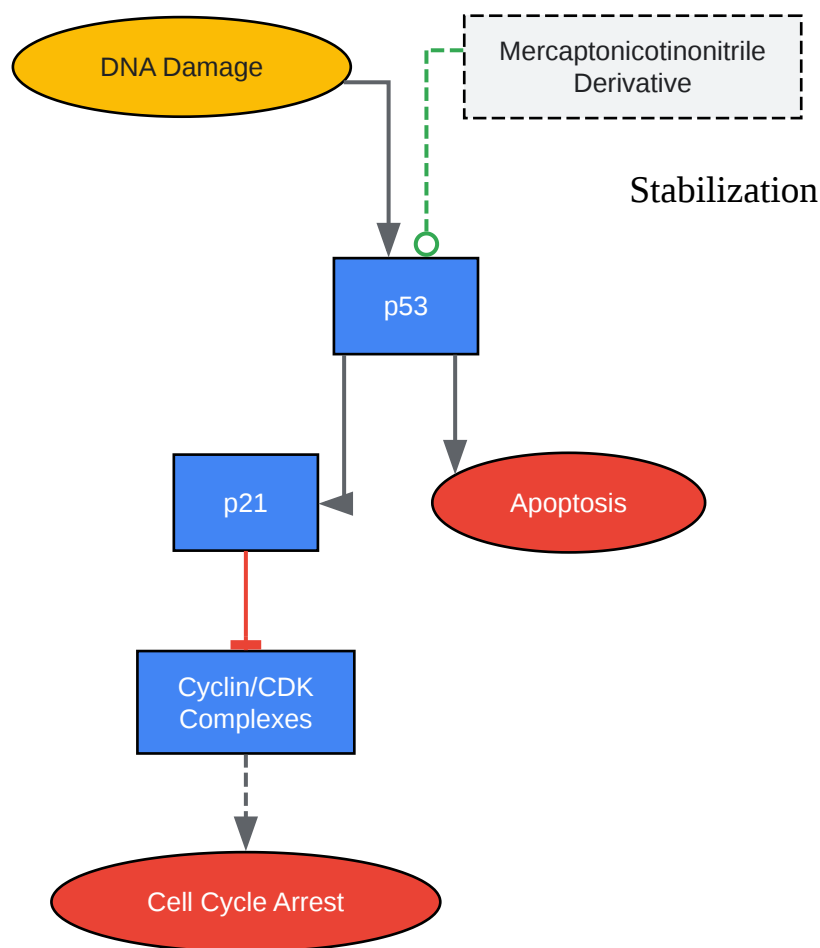 DNA Damage
Mercaptonicotinonitrile
Derivative
Stabilization
p53
p21
Apoptosis
Cyclin/CDK
Complexes
Cell Cycle Arrest